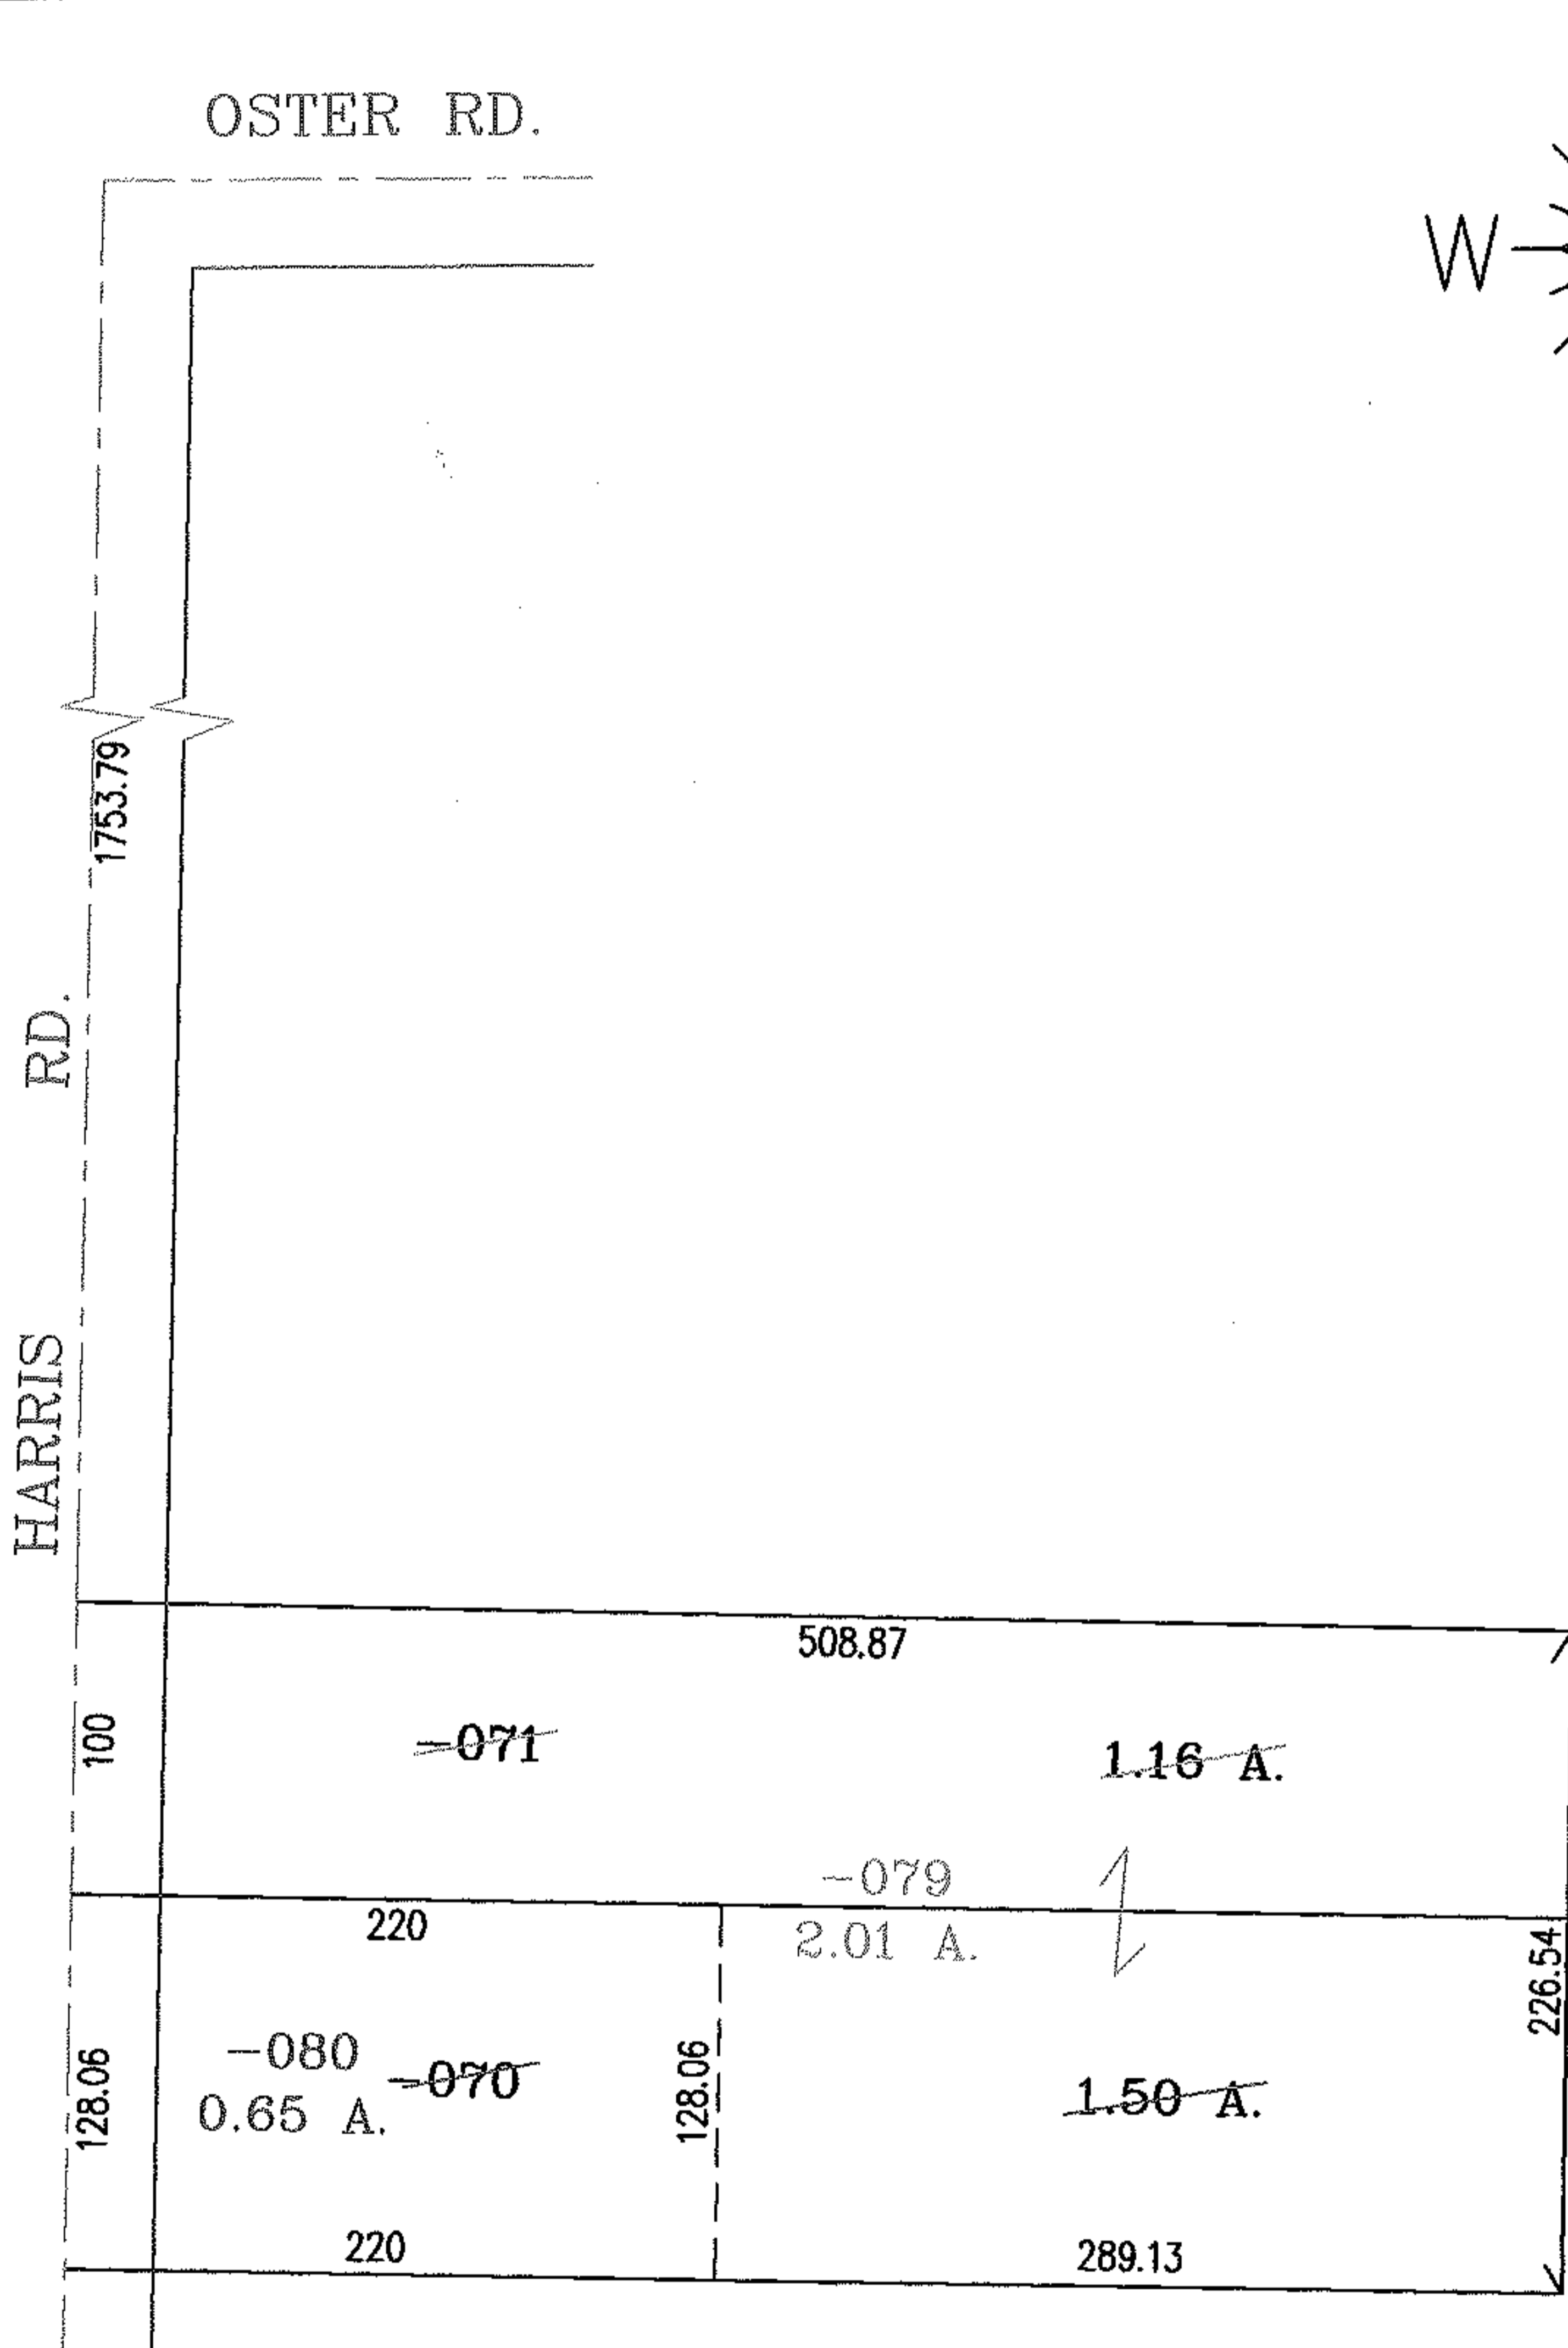 OSTER RD.
W
1753.79
HARRIS RD.
508.87
100
-071
1.16 A.
-079
2.01 A.
220
226.54
128.06
-080
0.65 A.
-070
128.06
1.50 A.
220
289.13